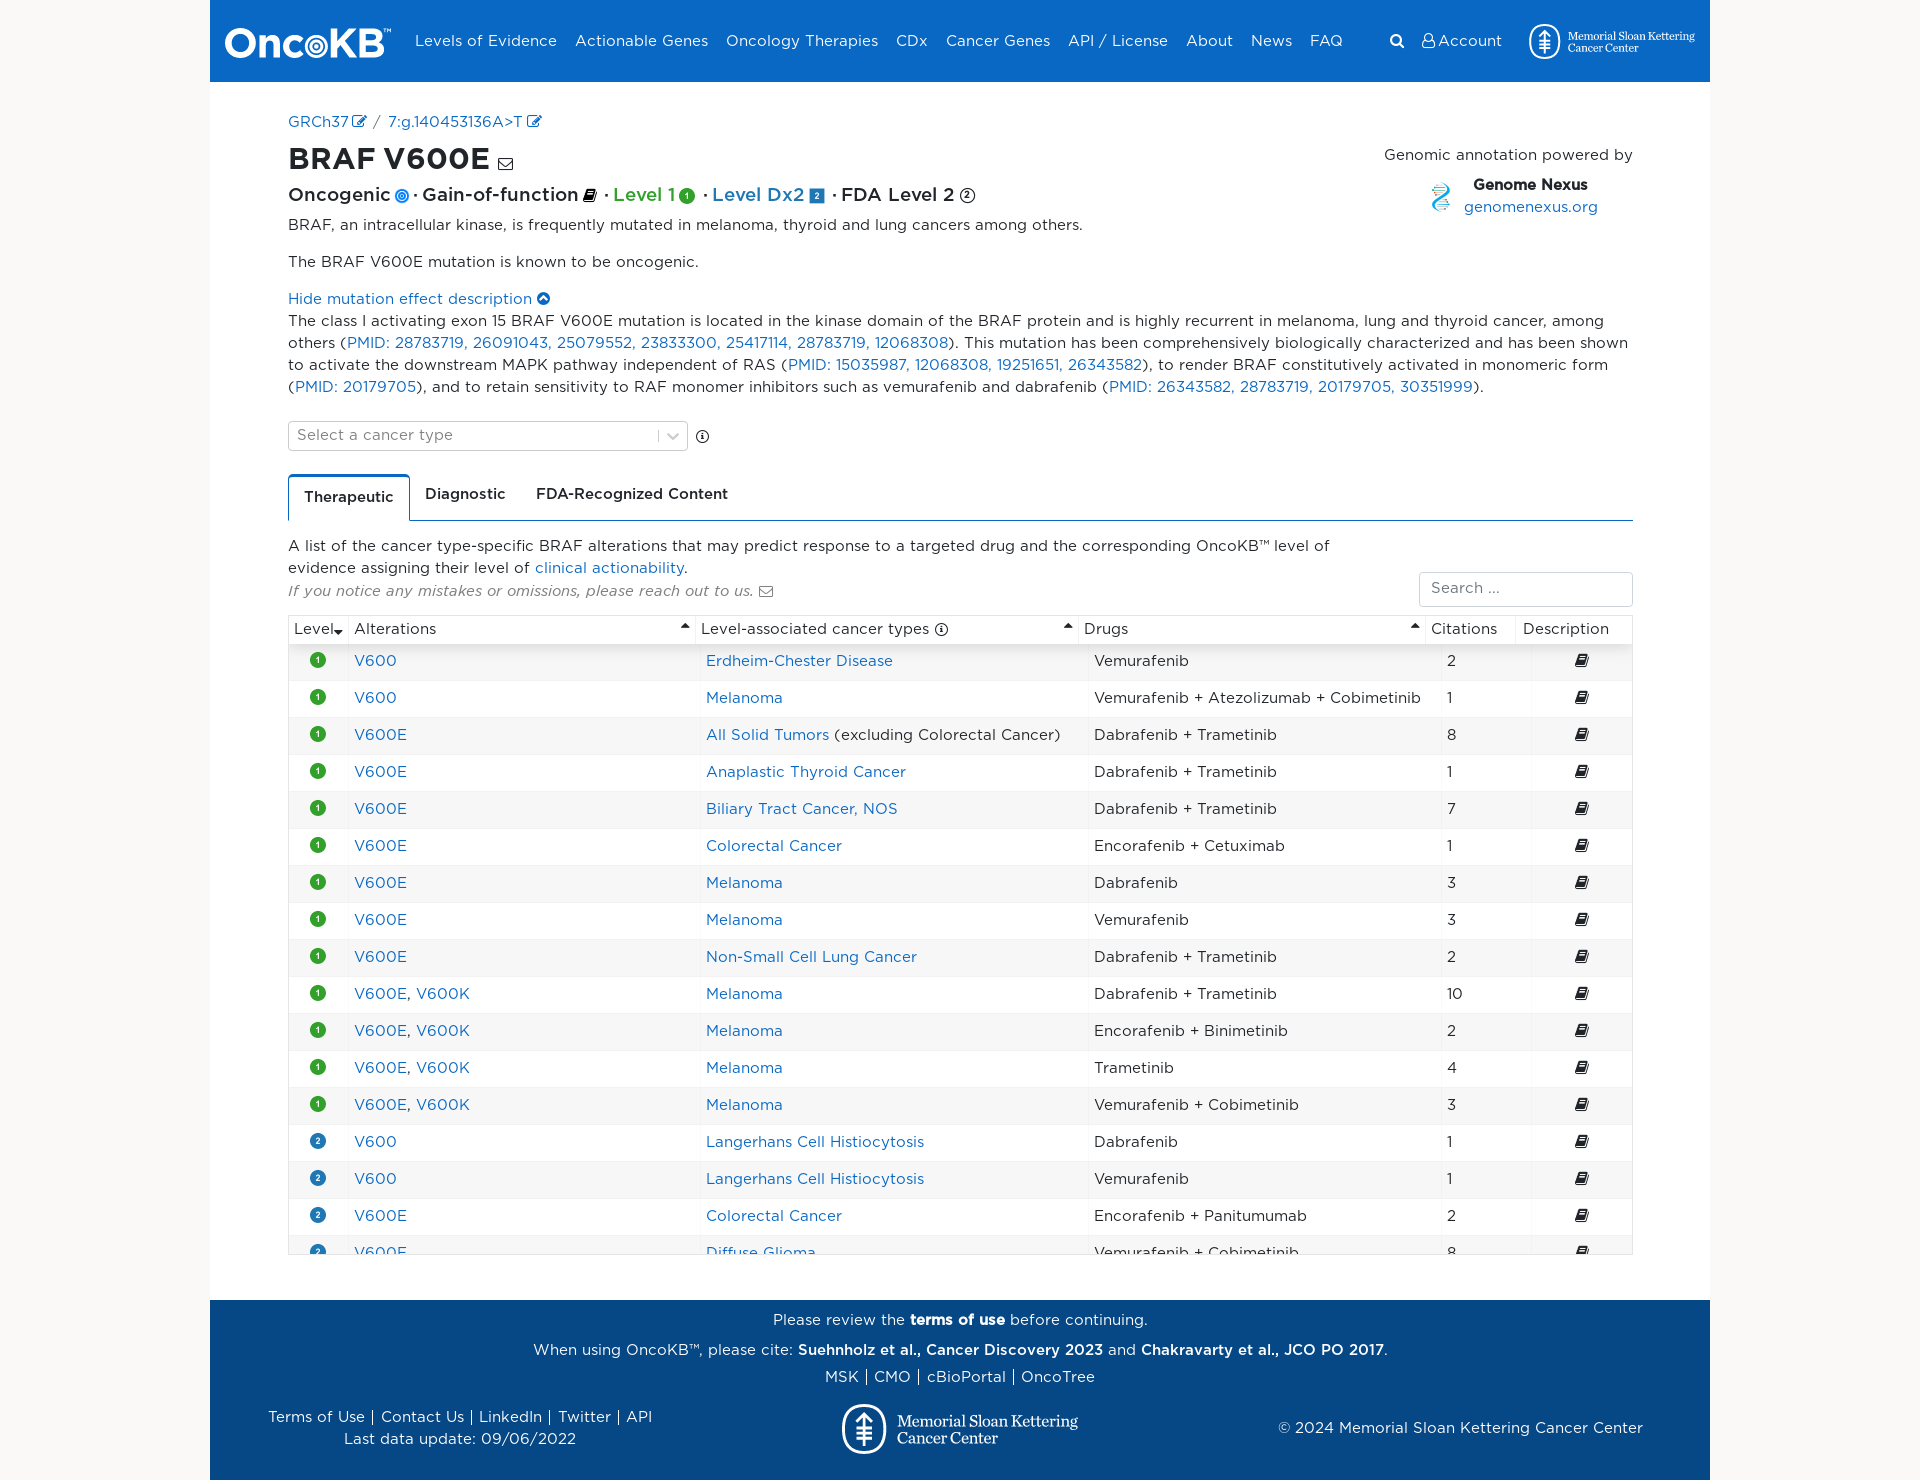 OncoKB™ Levels of Evidence Actionable Genes Oncology Therapies CDx Cancer Genes API / License About News FAQ Account Memorial Sloan Kettering
Cancer Center
GRCh37 / 7:g.140453136A>T
BRAF V600E
Genomic annotation powered by
Genome Nexus
genomenexus.org
Oncogenic · Gain-of-function · Level 1 1 · Level Dx2 2 · FDA Level 2 2
BRAF, an intracellular kinase, is frequently mutated in melanoma, thyroid and lung cancers among others.
The BRAF V600E mutation is known to be oncogenic.
Hide mutation effect description
The class I activating exon 15 BRAF V600E mutation is located in the kinase domain of the BRAF protein and is highly recurrent in melanoma, lung and thyroid cancer, among
others (PMID: 28783719, 26091043, 25079552, 23833300, 25417114, 28783719, 12068308). This mutation has been comprehensively biologically characterized and has been shown
to activate the downstream MAPK pathway independent of RAS (PMID: 15035987, 12068308, 19251651, 26343582), to render BRAF constitutively activated in monomeric form
(PMID: 20179705), and to retain sensitivity to RAF monomer inhibitors such as vemurafenib and dabrafenib (PMID: 26343582, 28783719, 20179705, 30351999).
Select a cancer type
Therapeutic Diagnostic FDA-Recognized Content
A list of the cancer type-specific BRAF alterations that may predict response to a targeted drug and the corresponding OncoKB™ level of
evidence assigning their level of clinical actionability.
If you notice any mistakes or omissions, please reach out to us.
Search ...
Level Alterations Level-associated cancer types Drugs Citations Description
1 V600 Erdheim-Chester Disease Vemurafenib 2
1 V600 Melanoma Vemurafenib + Atezolizumab + Cobimetinib 1
1 V600E All Solid Tumors (excluding Colorectal Cancer) Dabrafenib + Trametinib 8
1 V600E Anaplastic Thyroid Cancer Dabrafenib + Trametinib 1
1 V600E Biliary Tract Cancer, NOS Dabrafenib + Trametinib 7
1 V600E Colorectal Cancer Encorafenib + Cetuximab 1
1 V600E Melanoma Dabrafenib 3
1 V600E Melanoma Vemurafenib 3
1 V600E Non-Small Cell Lung Cancer Dabrafenib + Trametinib 2
1 V600E, V600K Melanoma Dabrafenib + Trametinib 10
1 V600E, V600K Melanoma Encorafenib + Binimetinib 2
1 V600E, V600K Melanoma Trametinib 4
1 V600E, V600K Melanoma Vemurafenib + Cobimetinib 3
2 V600 Langerhans Cell Histiocytosis Dabrafenib 1
2 V600 Langerhans Cell Histiocytosis Vemurafenib 1
2 V600E Colorectal Cancer Encorafenib + Panitumumab 2
2 V600E Diffuse Glioma Vemurafenib + Cobimetinib 8
Please review the terms of use before continuing.
When using OncoKB™, please cite: Suehnholz et al., Cancer Discovery 2023 and Chakravarty et al., JCO PO 2017.
MSK | CMO | cBioPortal | OncoTree
Terms of Use | Contact Us | LinkedIn | Twitter | API
Last data update: 09/06/2022
Memorial Sloan Kettering
Cancer Center
© 2024 Memorial Sloan Kettering Cancer Center